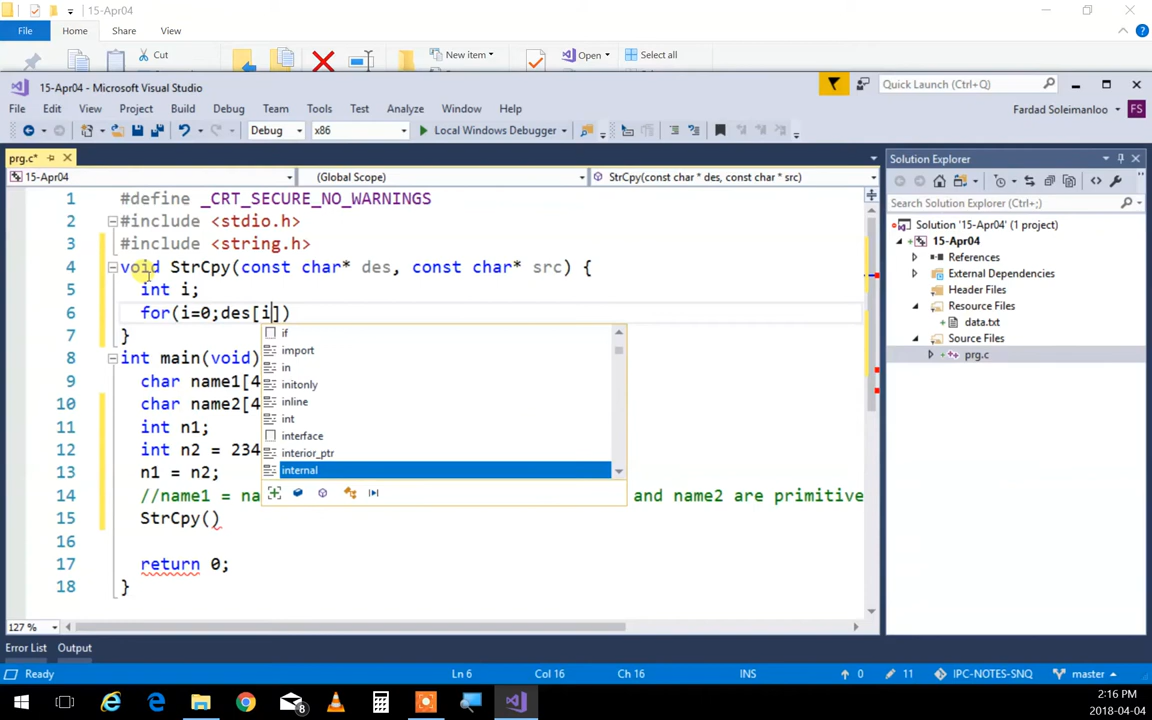 15-Apr04
File Home Share View
Cut New item Open Select all
15-Apr04 - Microsoft Visual Studio
Quick Launch (Ctrl+Q)
File Edit View Project Build Debug Team Tools Test Analyze Window Help
Fardad Soleimanloo FS
Debug x86 Local Windows Debugger
prg.c*
15-Apr04 (Global Scope) StrCpy(const char * des, const char * src)
1 #define _CRT_SECURE_NO_WARNINGS
2 #include <stdio.h>
3 #include <string.h>
4 void StrCpy(const char* des, const char* src) {
5 int i;
6 for(i=0;des[i])
7 }
8 int main(void)
9 char name1[4
10 char name2[4
11 int n1;
12 int n2 = 234
13 n1 = n2;
14 //name1 = na and name2 are primitive
15 StrCpy()
16
17 return 0;
18 }
if
import
in
initonly
inline
int
interface
interior_ptr
internal
127 %
Solution Explorer
Search Solution Explorer (Ctrl+;)
Solution '15-Apr04' (1 project)
15-Apr04
References
External Dependencies
Header Files
Resource Files
data.txt
Source Files
prg.c
Error List Output
Ready Ln 6 Col 16 Ch 16 INS 0 11 IPC-NOTES-SNQ master
8
2:16 PM
2018-04-04